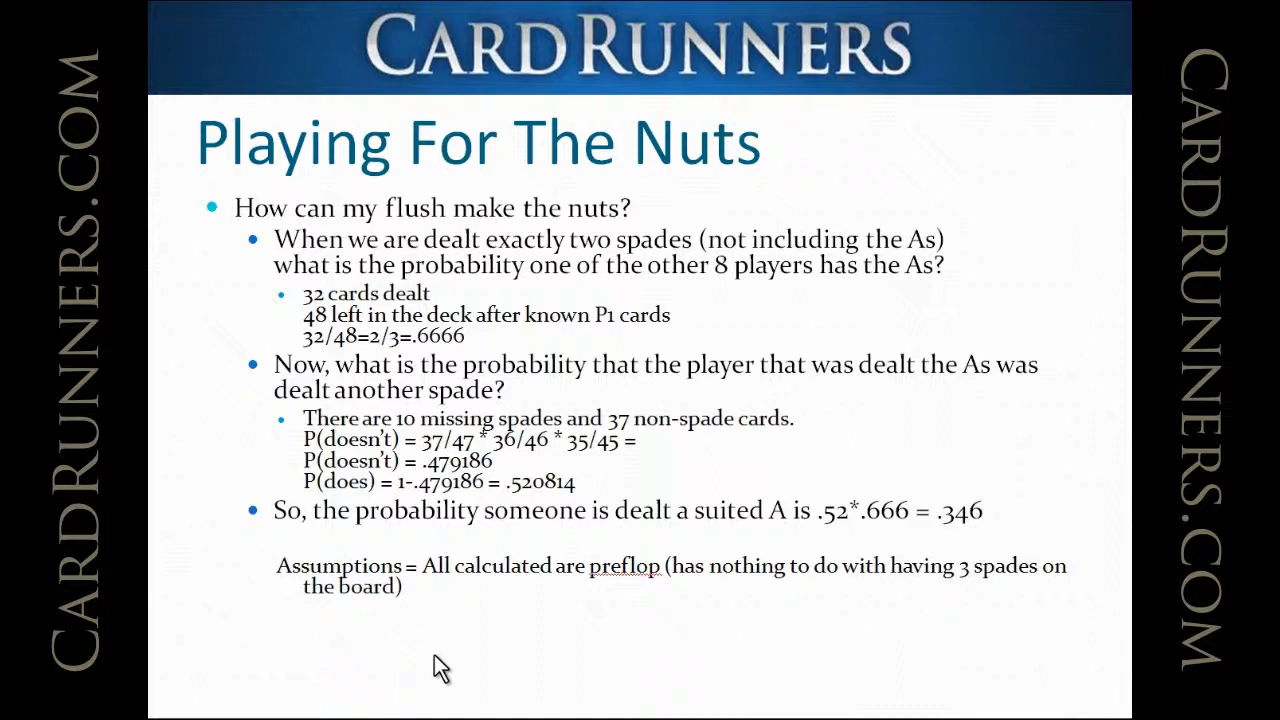 CARDRUNNERS
CARDRUNNERS.COM
Playing For The Nuts
How can my flush make the nuts?
When we are dealt exactly two spades (not including the As)
what is the probability one of the other 8 players has the As?
32 cards dealt
48 left in the deck after known P1 cards
32/48=2/3=.6666
Now, what is the probability that the player that was dealt the As was
dealt another spade?
There are 10 missing spades and 37 non-spade cards.
P(doesn't) = 37/47 * 36/46 * 35/45 =
P(doesn't) = .479186
P(does) = 1-.479186 = .520814
So, the probability someone is dealt a suited A is .52*.666 = .346
Assumptions = All calculated are preflop (has nothing to do with having 3 spades on
the board)
CARDRUNNERS.COM